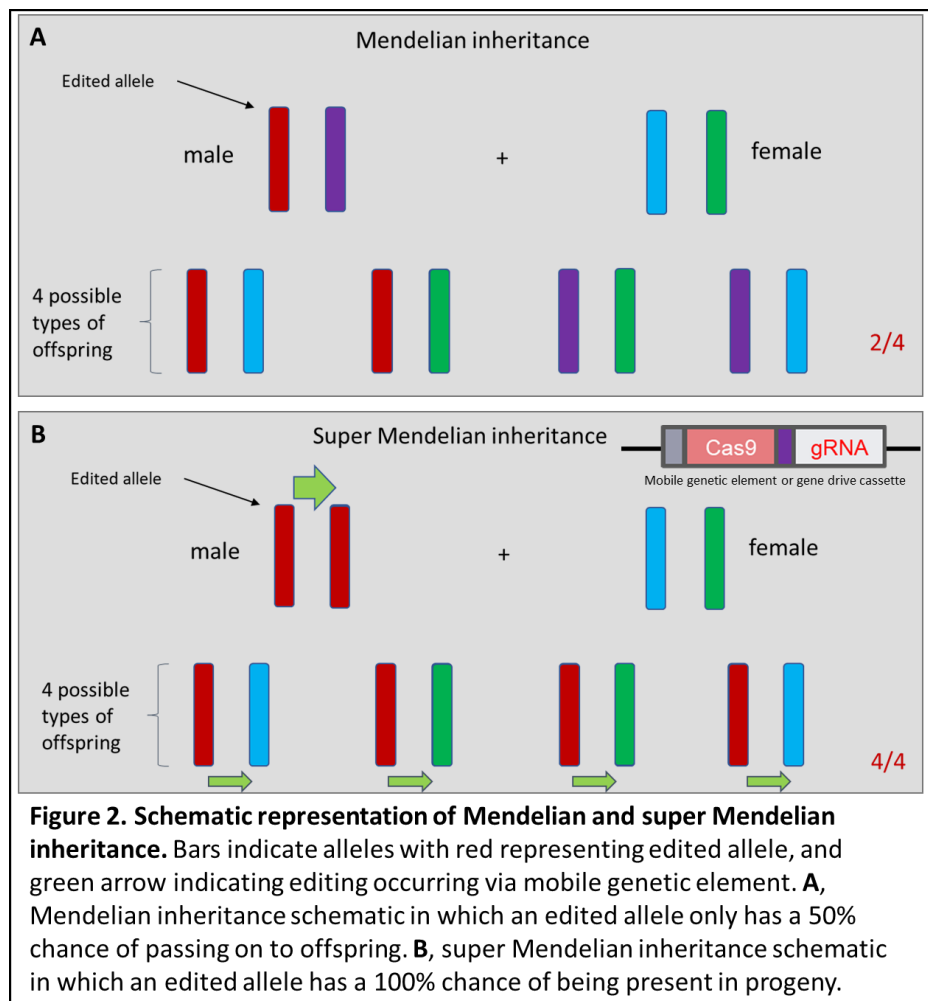 A
Mendelian inheritance
Edited allele
male
+
female
4 possible
types of
offspring
2/4
B
Super Mendelian inheritance
Cas9
gRNA
Mobile genetic element or gene drive cassette
Edited allele
male
+
female
4 possible
types of
offspring
4/4
Figure 2. Schematic representation of Mendelian and super Mendelian
inheritance. Bars indicate alleles with red representing edited allele, and
green arrow indicating editing occurring via mobile genetic element. A,
Mendelian inheritance schematic in which an edited allele only has a 50%
chance of passing on to offspring. B, super Mendelian inheritance schematic
in which an edited allele has a 100% chance of being present in progeny.